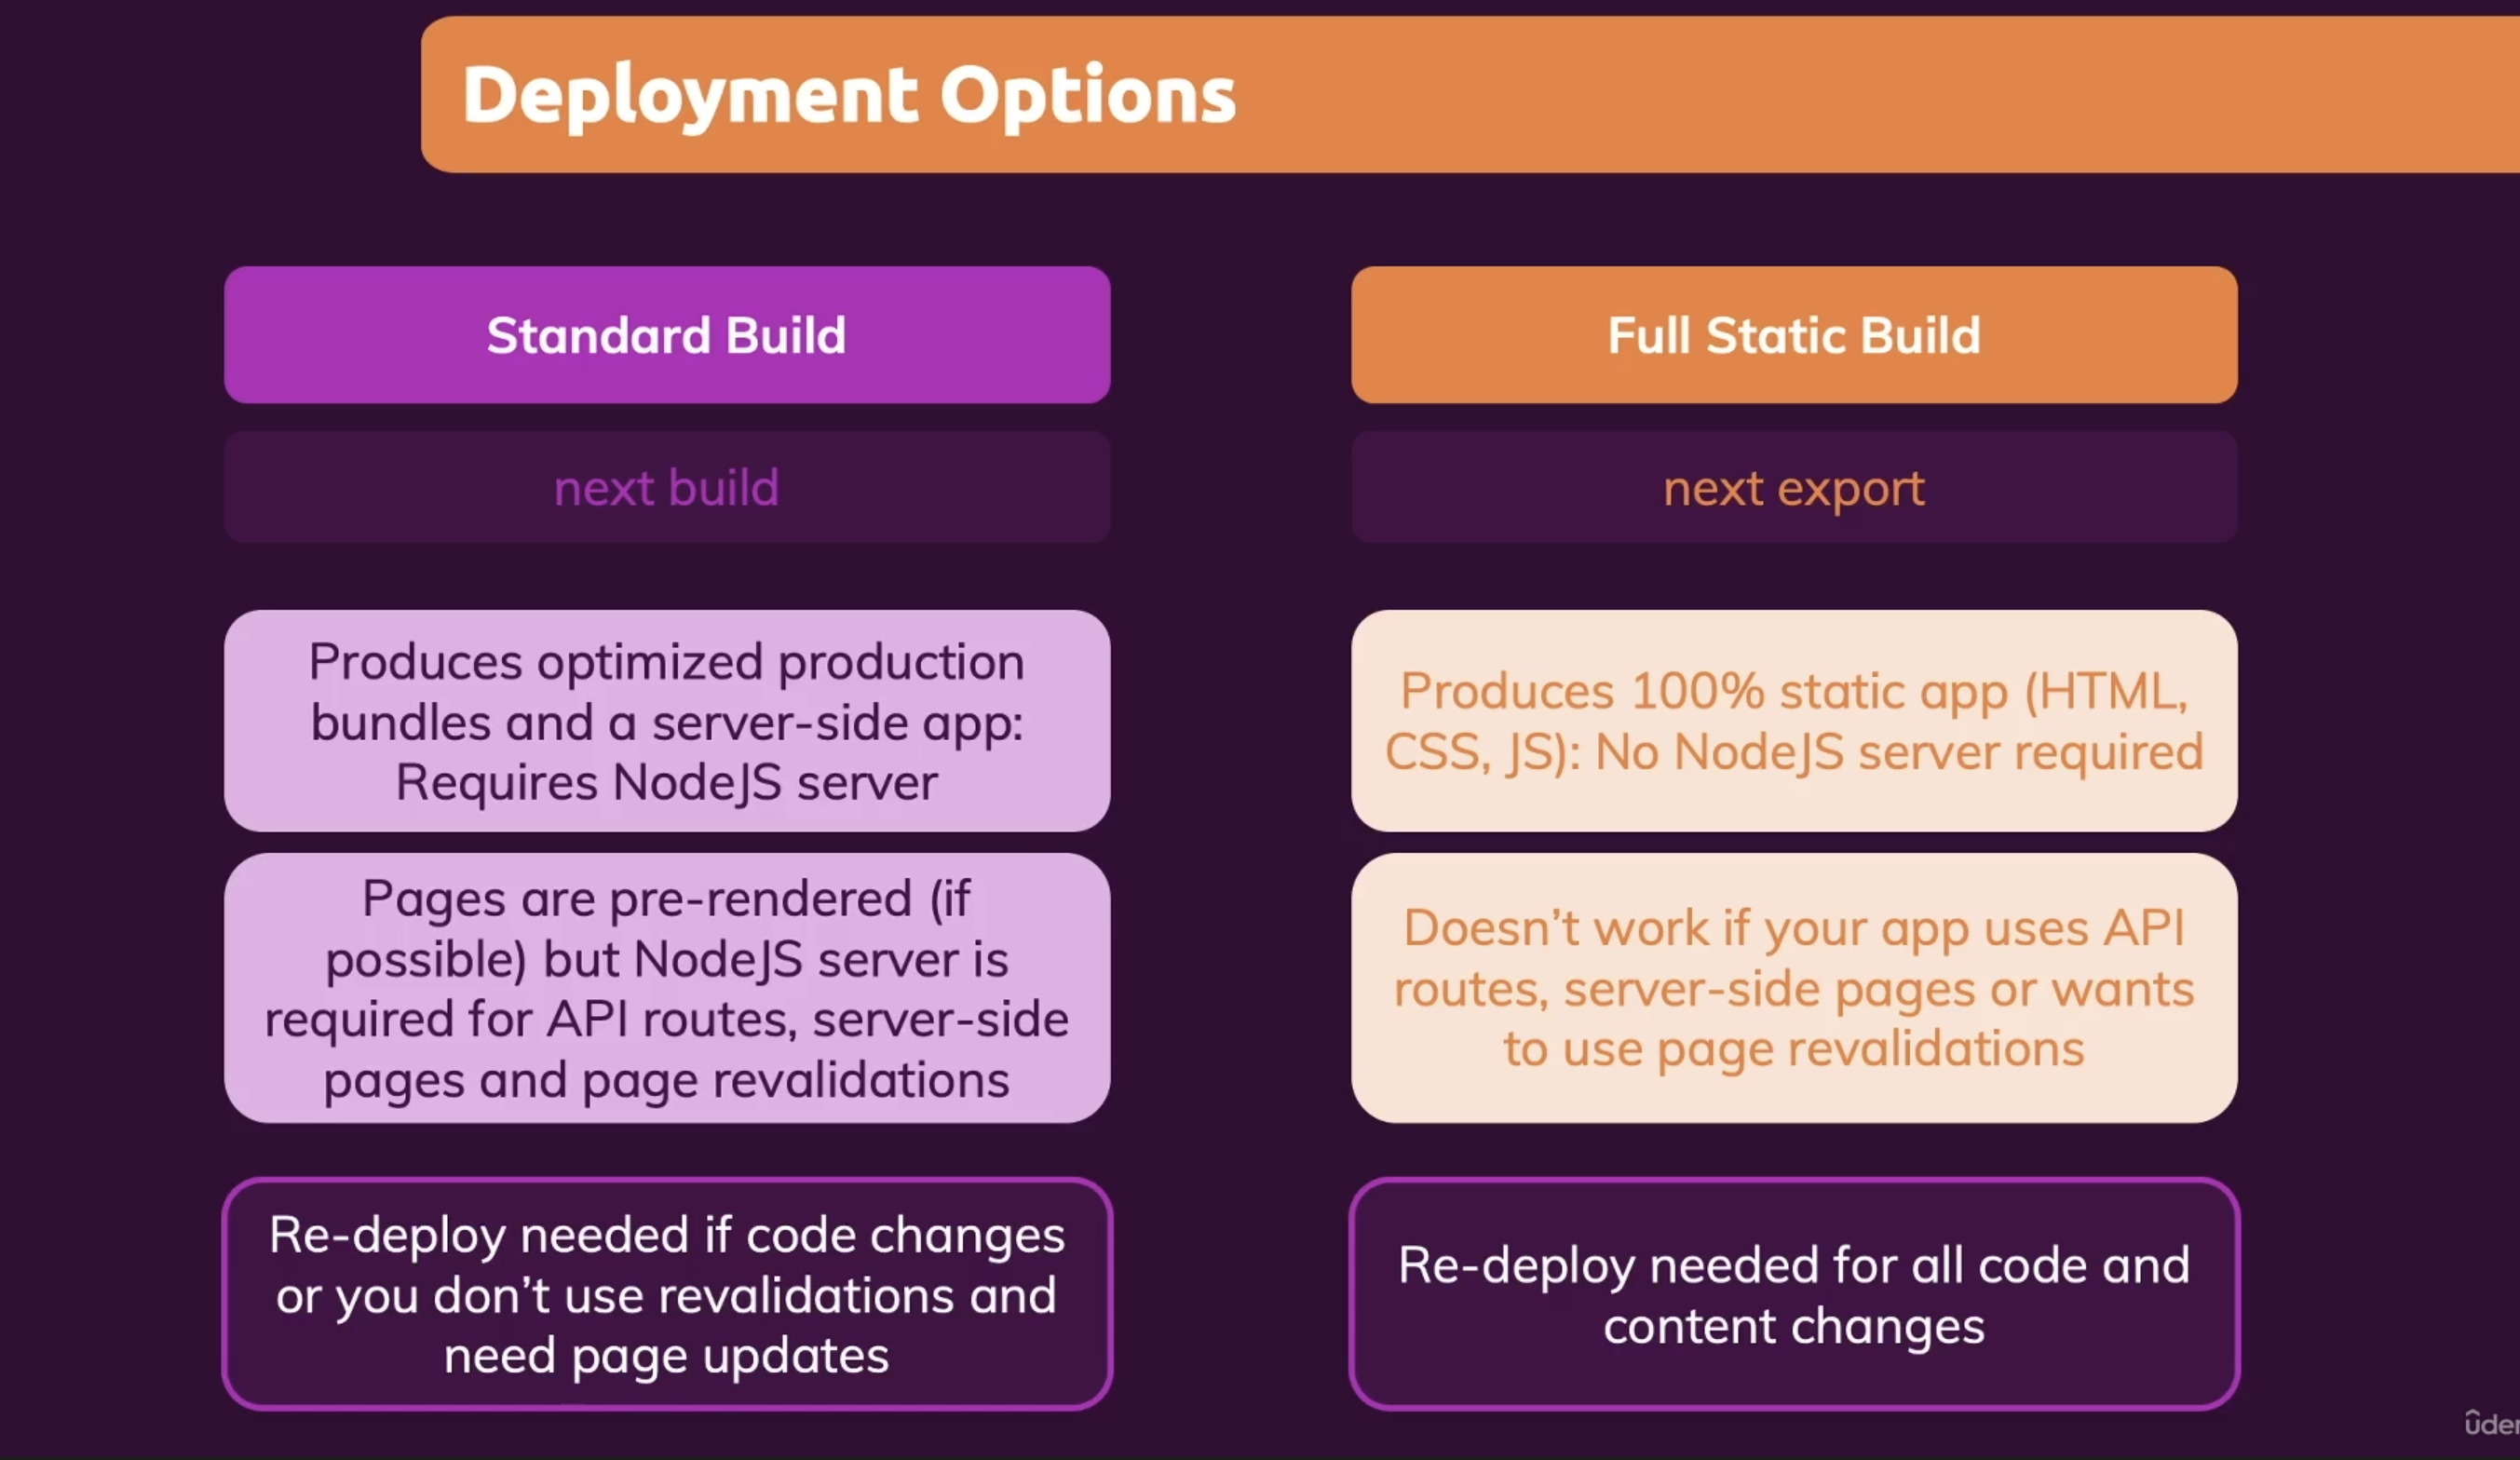 Deployment Options
Standard Build
next build
Produces optimized production
bundles and a server-side app:
Requires NodeJS server
Pages are pre-rendered (if
possible) but NodeJS server is
required for API routes, server-side
pages and page revalidations
Re-deploy needed if code changes
or you don’t use revalidations and
need page updates
Full Static Build
next export
Produces 100% static app (HTML,
CSS, JS): No NodeJS server required
Doesn’t work if your app uses API
routes, server-side pages or wants
to use page revalidations
Re-deploy needed for all code and
content changes